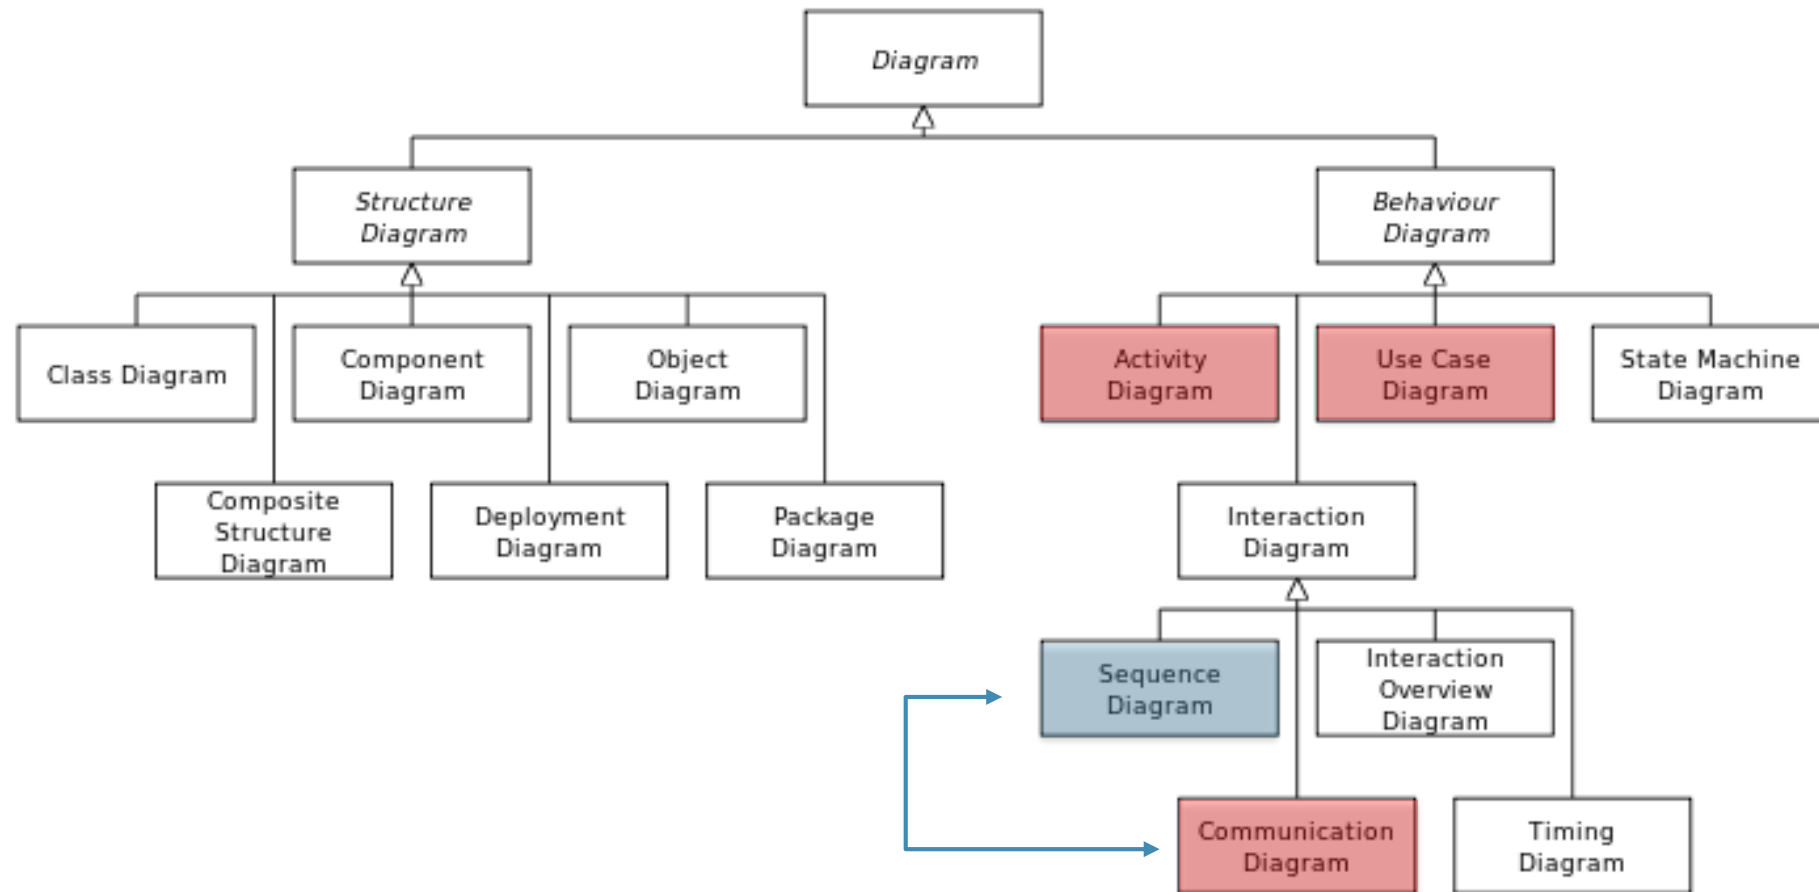 Diagram
Structure
Diagram
Behaviour
Diagram
Class Diagram
Component
Diagram
Object
Diagram
Activity
Diagram
Use Case
Diagram
State Machine
Diagram
Composite
Structure
Diagram
Deployment
Diagram
Package
Diagram
Interaction
Diagram
Sequence
Diagram
Interaction
Overview
Diagram
Communication
Diagram
Timing
Diagram